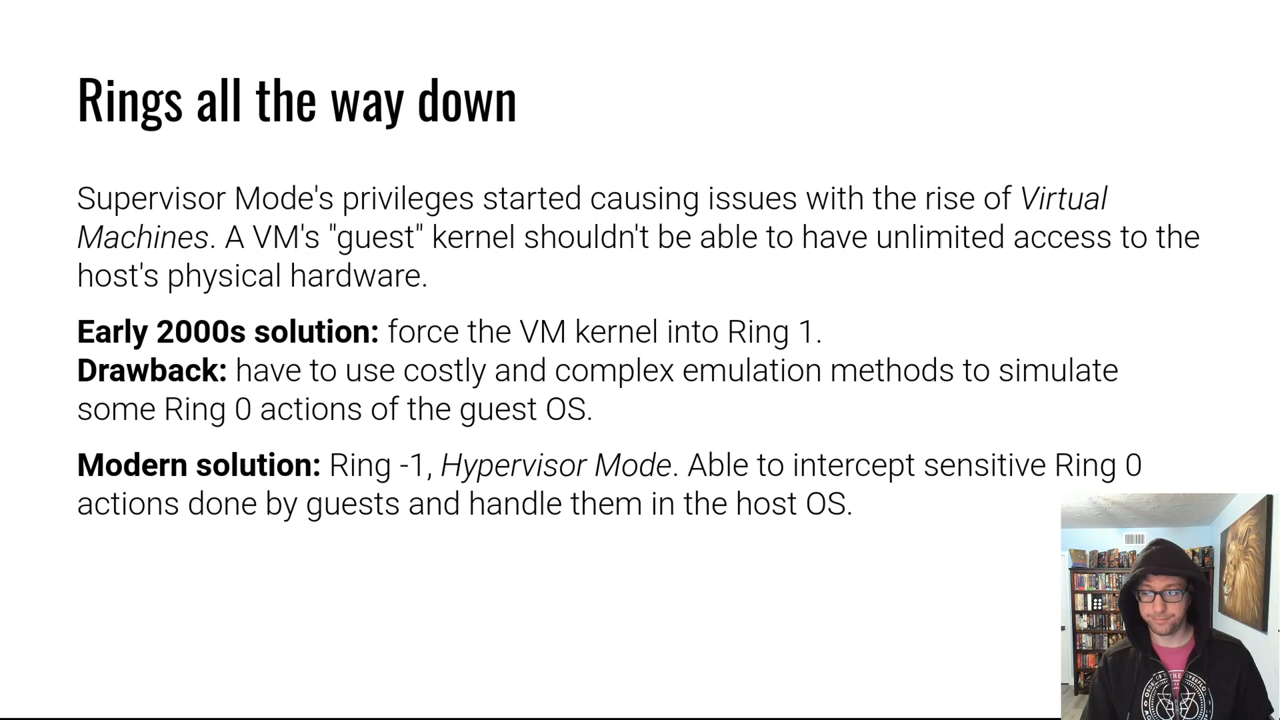 Rings all the way down
Supervisor Mode's privileges started causing issues with the rise of Virtual
Machines. A VM's "guest" kernel shouldn't be able to have unlimited access to the
host's physical hardware.
Early 2000s solution: force the VM kernel into Ring 1.
Drawback: have to use costly and complex emulation methods to simulate
some Ring 0 actions of the guest OS.
Modern solution: Ring -1, Hypervisor Mode. Able to intercept sensitive Ring 0
actions done by guests and handle them in the host OS.